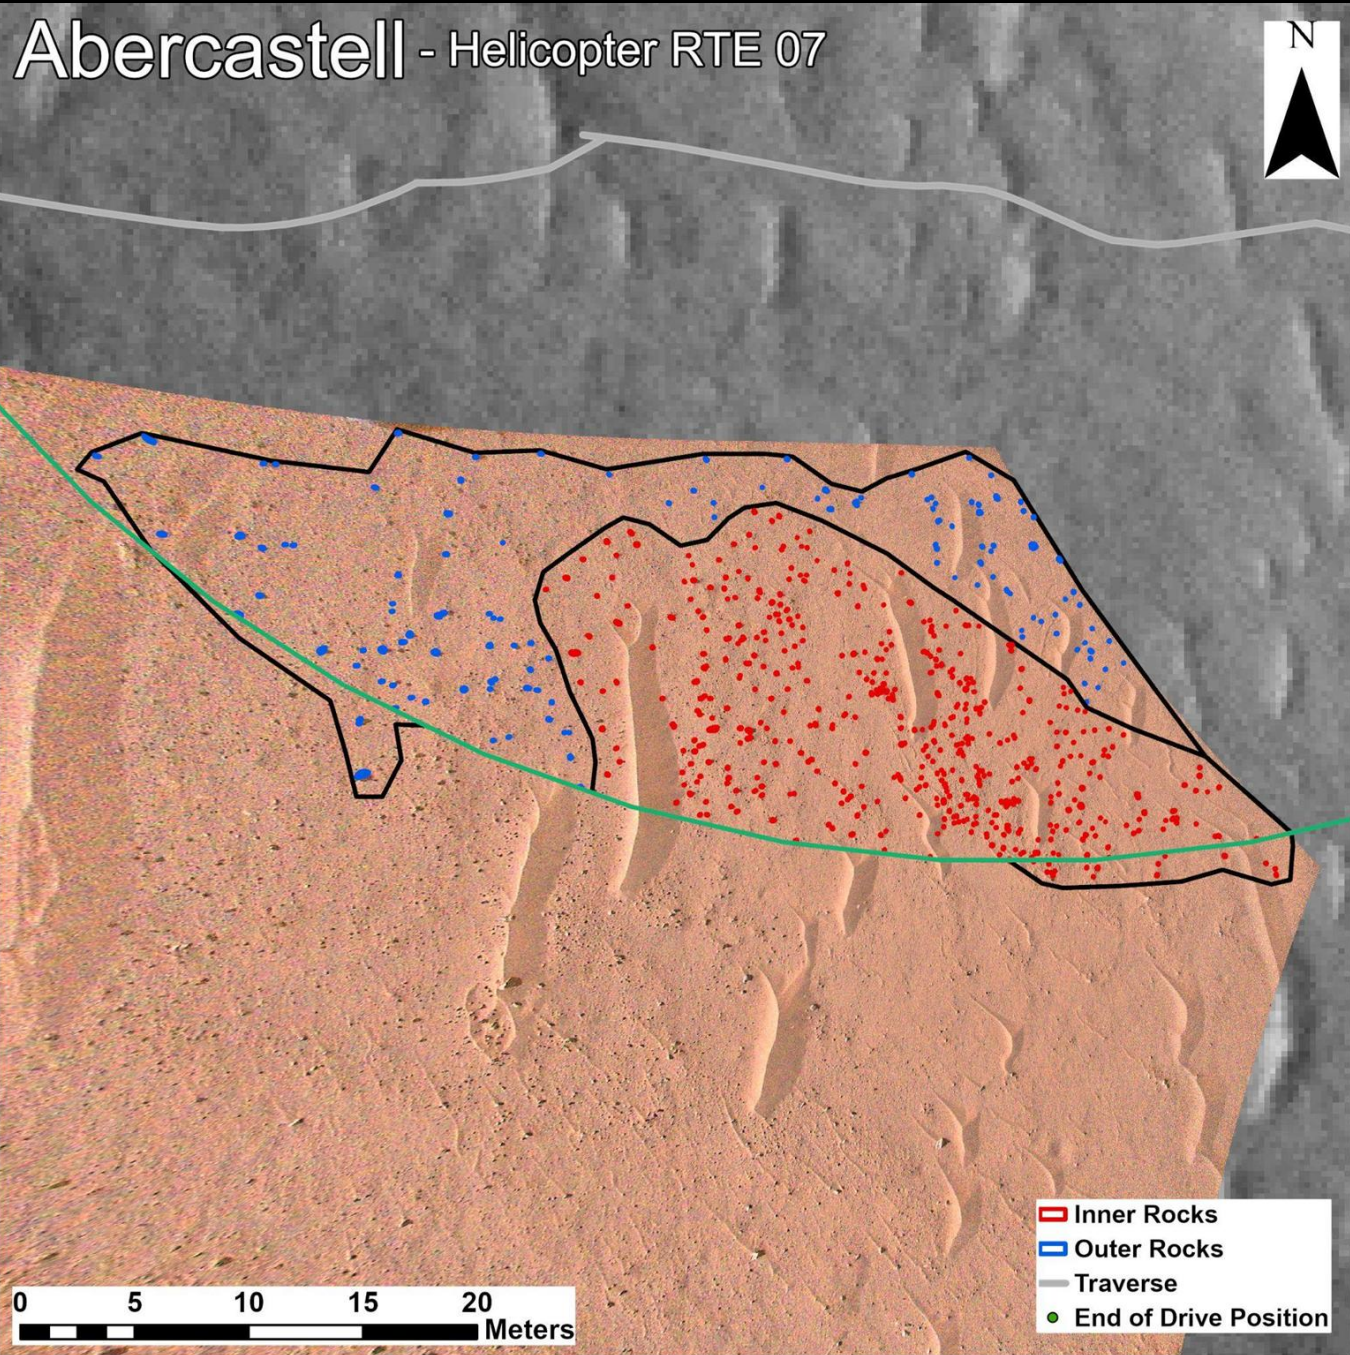 Abercastell - Helicopter RTE 07
N
Inner Rocks
Outer Rocks
Traverse
End of Drive Position
0 5 10 15 20
Meters